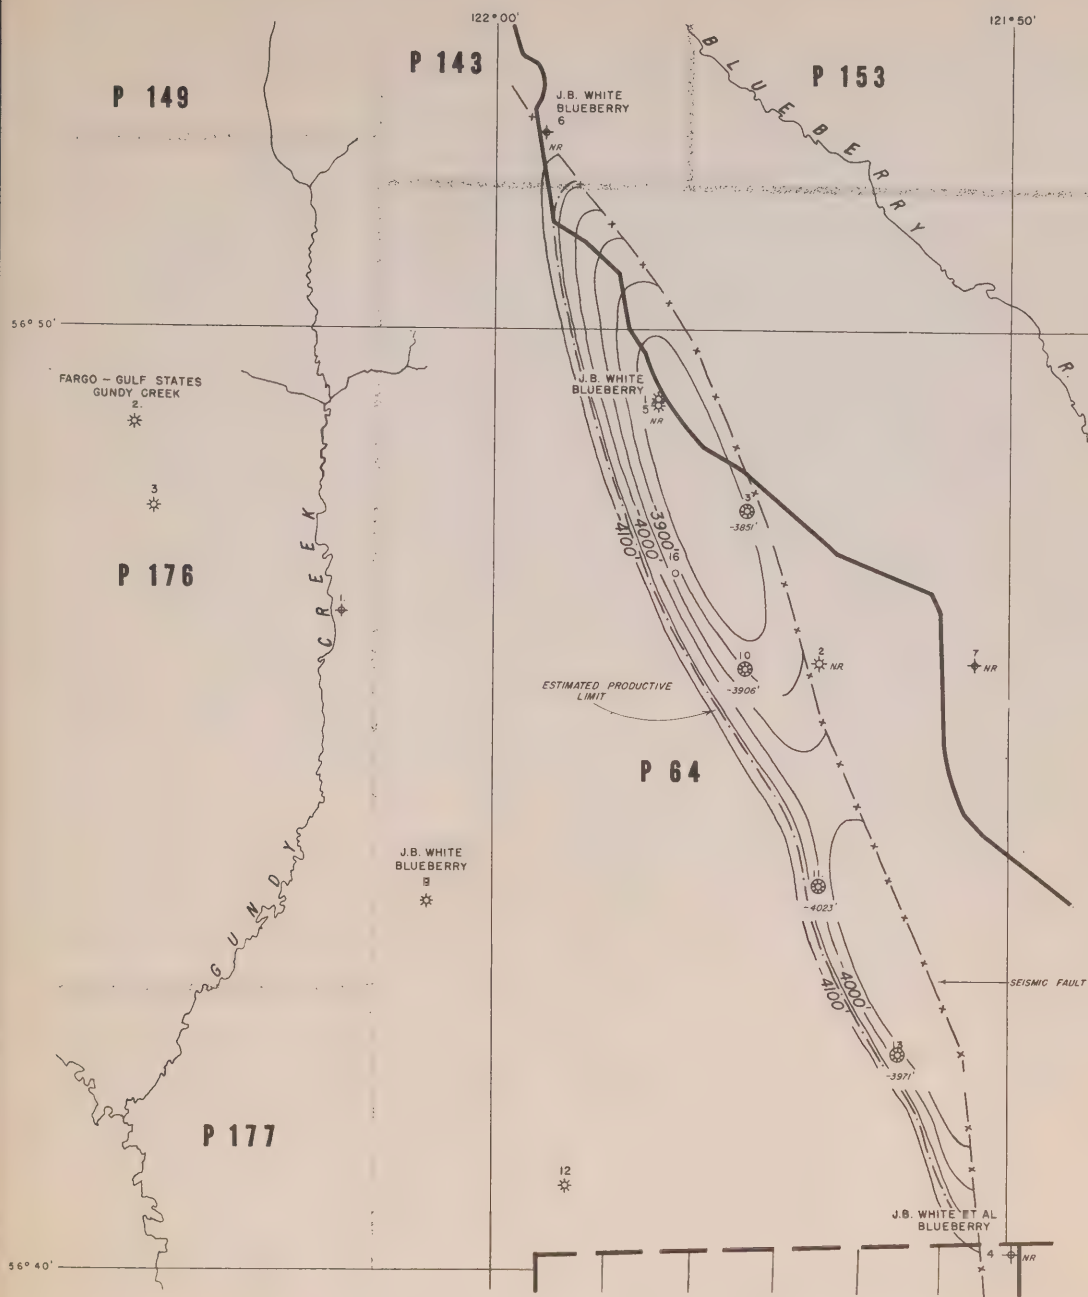 122° 00'
121° 50'
P 149
P 143
P 153
BLUEBERRY R.
J.B. WHITE
BLUEBERRY
6
NR
56° 50'
FARGO – GULF STATES
GUNDY CREEK
2.
3
P 176
1.
GUNDY CREEK
J.B. WHITE
BLUEBERRY
1
5
NR
3
-3851'
-3900'
-4000'
-4100'
16
10
-3906'
2
NR
7
NR
ESTIMATED PRODUCTIVE
LIMIT
P 64
J.B. WHITE
BLUEBERRY
11
-4023'
-4000'
-4100'
SEISMIC FAULT
13
-3971'
P 177
12
J.B. WHITE ET AL
BLUEBERRY
4
NR
56° 40'